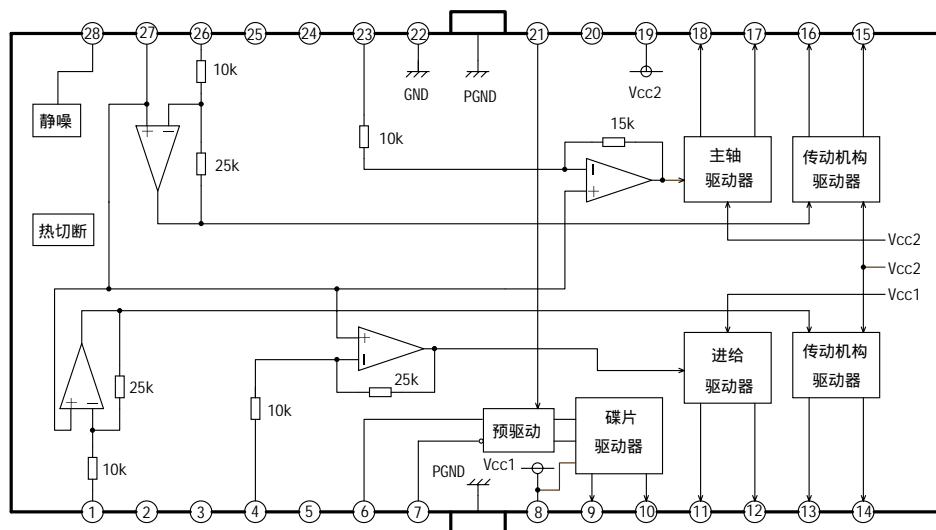 28 27 26 25 24 23 22 21 20 19 18 17 16 15
10k
GND
PGND
Vcc2
静噪
25k
10k
15k
主轴
驱动器
传动机构
驱动器
热切断
Vcc2
Vcc2
Vcc1
25k
10k
25k
进给
驱动器
传动机构
驱动器
10k
预驱动
碟片
驱动器
PGND
Vcc1
1 2 3 4 5 6 7 8 9 10 11 12 13 14